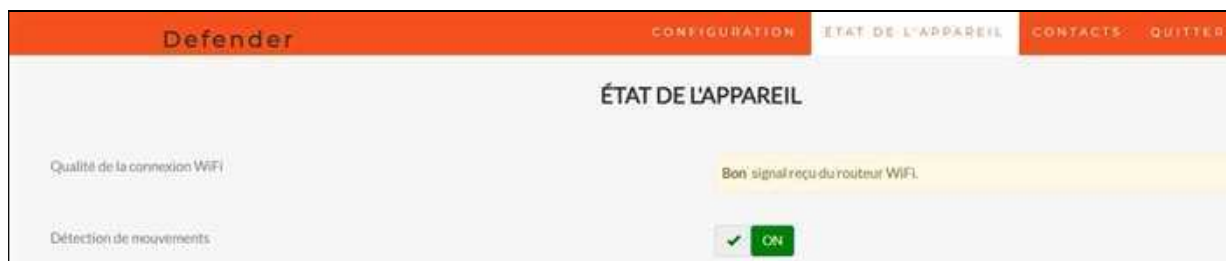 Defender CONFIGURATION ÉTAT DE L'APPAREIL CONTACTS QUITTER
ÉTAT DE L'APPAREIL
Qualité de la connexion WiFi Bon signal reçu du routeur WiFi.
Détection de mouvements ON